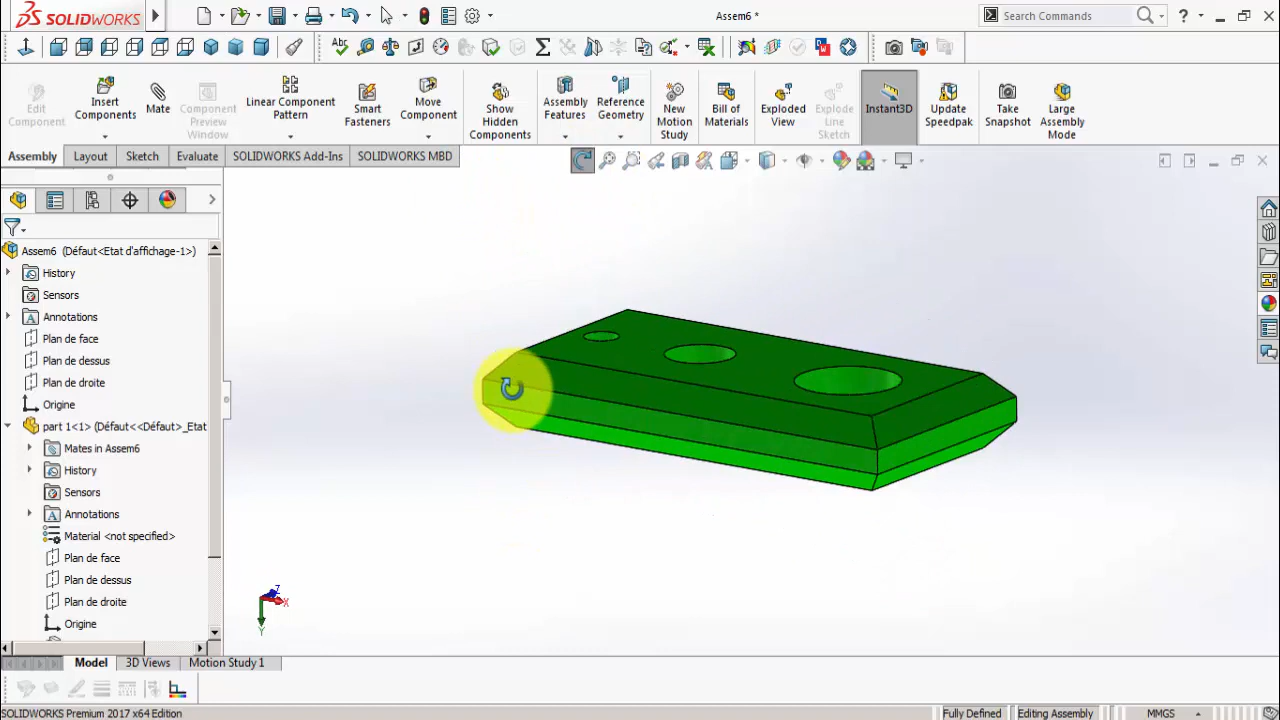 SOLIDWORKS
Assem6 *
Search Commands
?
Abc
Edit
Component
Insert
Components
Mate
Component
Preview
Window
Linear Component
Pattern
Smart
Fasteners
Move
Component
Show
Hidden
Components
Assembly
Features
Reference
Geometry
New
Motion
Study
Bill of
Materials
Exploded
View
Explode
Line
Sketch
Instant3D
Update
Speedpak
Take
Snapshot
Large
Assembly
Mode
Assembly
Layout
Sketch
Evaluate
SOLIDWORKS Add-Ins
SOLIDWORKS MBD
Assem6 (Défaut<Etat d'affichage-1>)
History
Sensors
Annotations
Plan de face
Plan de dessus
Plan de droite
Origine
part 1<1> (Défaut<<Défaut>_Etat
Mates in Assem6
History
Sensors
Annotations
Material <not specified>
Plan de face
Plan de dessus
Plan de droite
Origine
Z
X
Y
Model
3D Views
Motion Study 1
SOLIDWORKS Premium 2017 x64 Edition
Fully Defined
Editing Assembly
MMGS